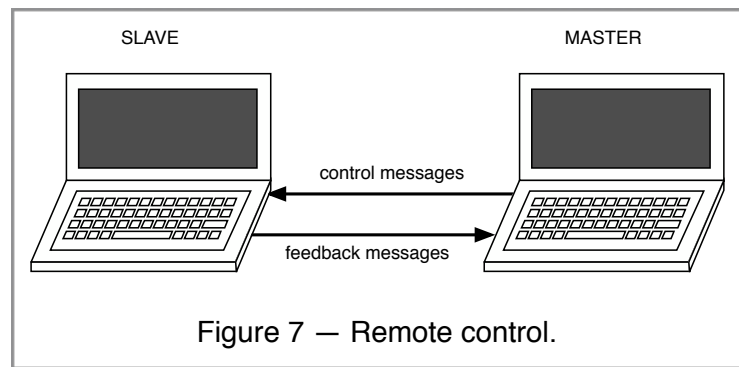 SLAVE
MASTER
control messages
feedback messages
Figure 7 — Remote control.